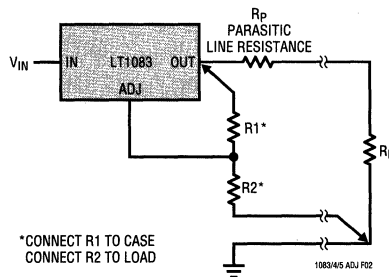 RP
PARASITIC
LINE RESISTANCE
VIN
IN LT1083 OUT
ADJ
R1*
R2*
*CONNECT R1 TO CASE
CONNECT R2 TO LOAD
1083/4/5 ADJ F02